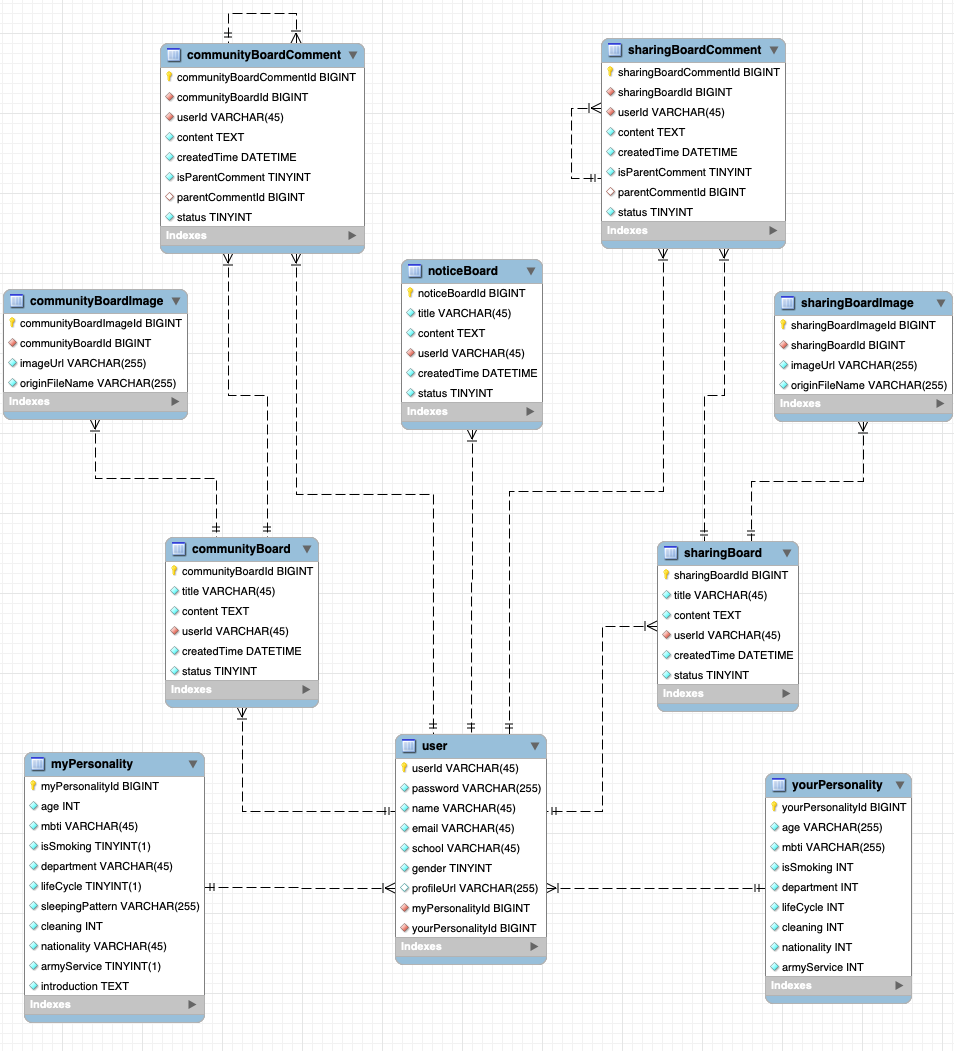 communityBoardComment
communityBoardCommentId BIGINT
communityBoardId BIGINT
userId VARCHAR(45)
content TEXT
createdTime DATETIME
isParentComment TINYINT
parentCommentId BIGINT
status TINYINT
Indexes
sharingBoardComment
sharingBoardCommentId BIGINT
sharingBoardId BIGINT
userId VARCHAR(45)
content TEXT
createdTime DATETIME
isParentComment TINYINT
parentCommentId BIGINT
status TINYINT
Indexes
communityBoardImage
communityBoardImageId BIGINT
communityBoardId BIGINT
imageUrl VARCHAR(255)
originFileName VARCHAR(255)
Indexes
noticeBoard
noticeBoardId BIGINT
title VARCHAR(45)
content TEXT
userId VARCHAR(45)
createdTime DATETIME
status TINYINT
Indexes
sharingBoardImage
sharingBoardImageId BIGINT
sharingBoardId BIGINT
imageUrl VARCHAR(255)
originFileName VARCHAR(255)
Indexes
communityBoard
communityBoardId BIGINT
title VARCHAR(45)
content TEXT
userId VARCHAR(45)
createdTime DATETIME
status TINYINT
Indexes
sharingBoard
sharingBoardId BIGINT
title VARCHAR(45)
content TEXT
userId VARCHAR(45)
createdTime DATETIME
status TINYINT
Indexes
myPersonality
myPersonalityId BIGINT
age INT
mbti VARCHAR(45)
isSmoking TINYINT(1)
department VARCHAR(45)
lifeCycle TINYINT(1)
sleepingPattern VARCHAR(255)
cleaning INT
nationality VARCHAR(45)
armyService TINYINT(1)
introduction TEXT
Indexes
user
userId VARCHAR(45)
password VARCHAR(255)
name VARCHAR(45)
email VARCHAR(45)
school VARCHAR(45)
gender TINYINT
profileUrl VARCHAR(255)
myPersonalityId BIGINT
yourPersonalityId BIGINT
Indexes
yourPersonality
yourPersonalityId BIGINT
age VARCHAR(255)
mbti VARCHAR(255)
isSmoking INT
department INT
lifeCycle INT
cleaning INT
nationality INT
armyService INT
Indexes